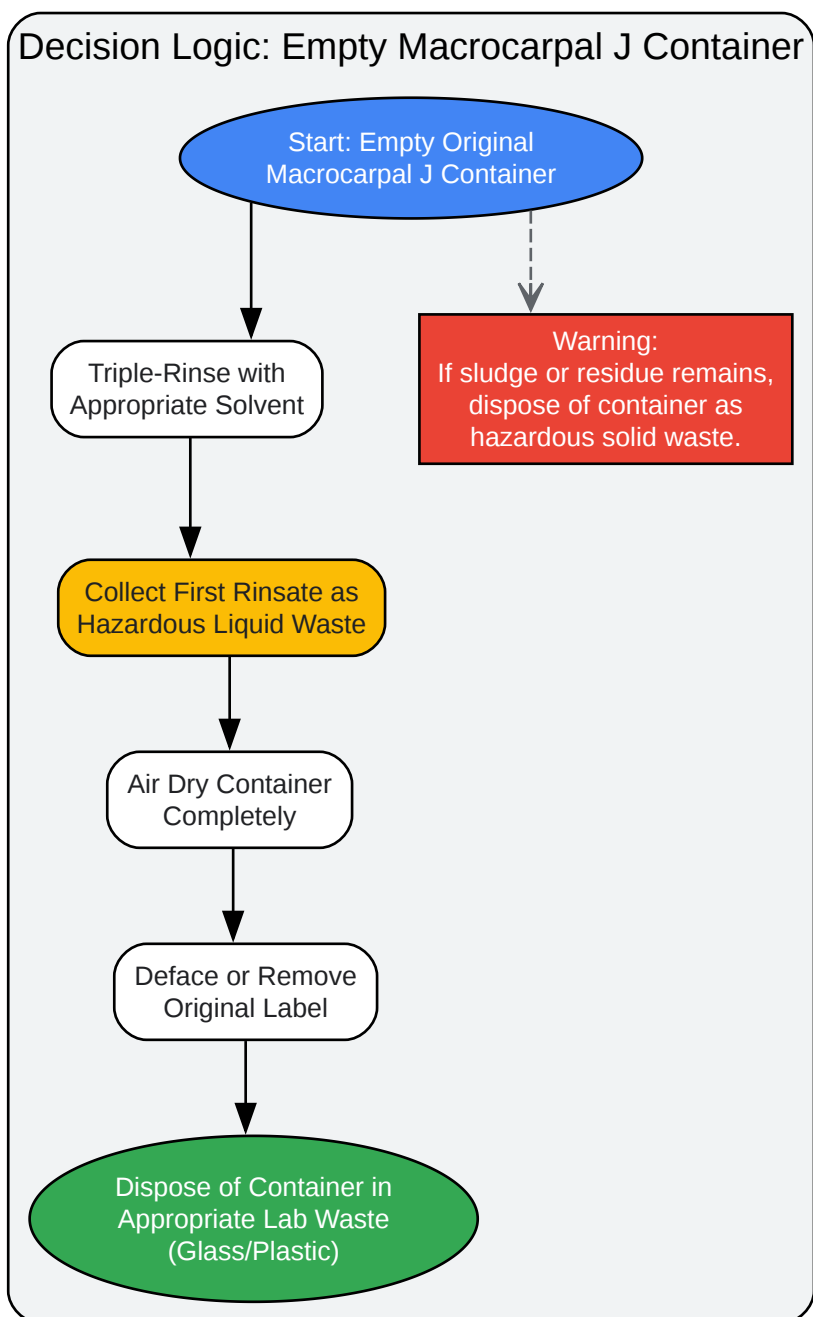 Decision Logic: Empty Macrocarpal J Container
Start: Empty Original
Macrocarpal J Container
Warning:
If sludge or residue remains,
dispose of container as
hazardous solid waste.
Triple-Rinse with
Appropriate Solvent
Collect First Rinsate as
Hazardous Liquid Waste
Air Dry Container
Completely
Deface or Remove
Original Label
Dispose of Container in
Appropriate Lab Waste
(Glass/Plastic)